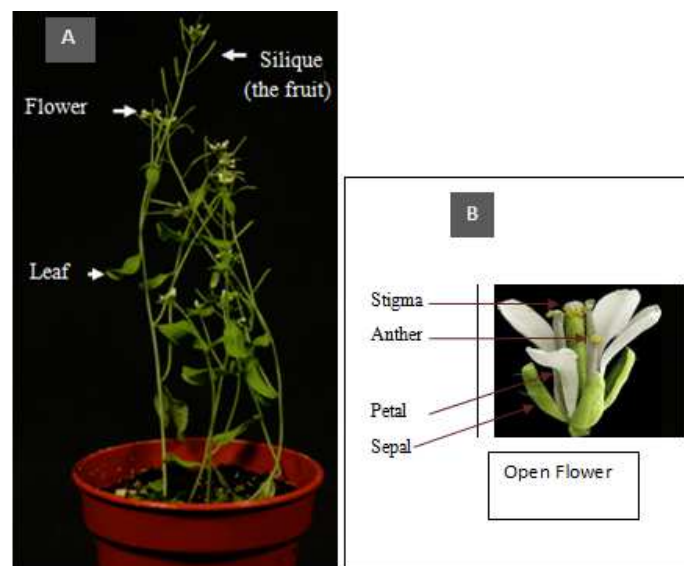 A
Silique
(the fruit)
Flower
Leaf
B
Stigma
Anther
Petal
Sepal
Open Flower